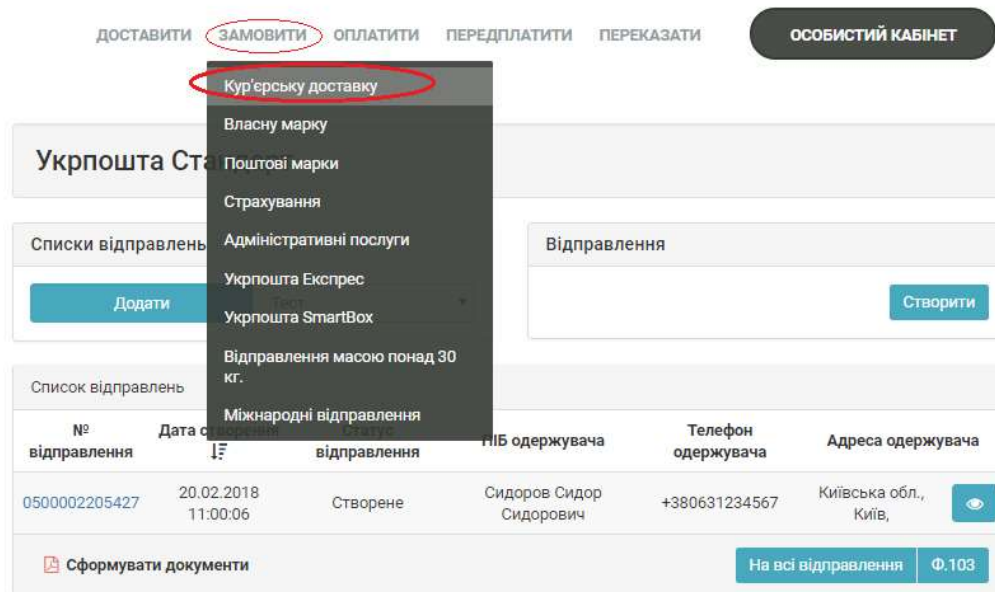 ДОСТАВИТИ ЗАМОВИТИ ОПЛАТИТИ ПЕРЕДПЛАТИТИ ПЕРЕКАЗАТИ ОСОБИСТИЙ КАБІНЕТ
Кур'єрську доставку
Власну марку
Укрпошта Стандарт
Поштові марки
Страхування
Списки відправлень
Адміністративні послуги
Відправлення
Укрпошта Експрес
Додати
Тест
Створити
Укрпошта SmartBox
Відправлення масою понад 30
кг.
Список відправлень
Міжнародні відправлення
№
відправлення
Дата створення
Статус
відправлення
ПІБ одержувача
Телефон
одержувача
Адреса одержувача
0500002205427
20.02.2018
11:00:06
Створене
Сидоров Сидор
Сидорович
+380631234567
Київська обл.,
Київ,
Сформувати документи
На всі відправлення Ф.103